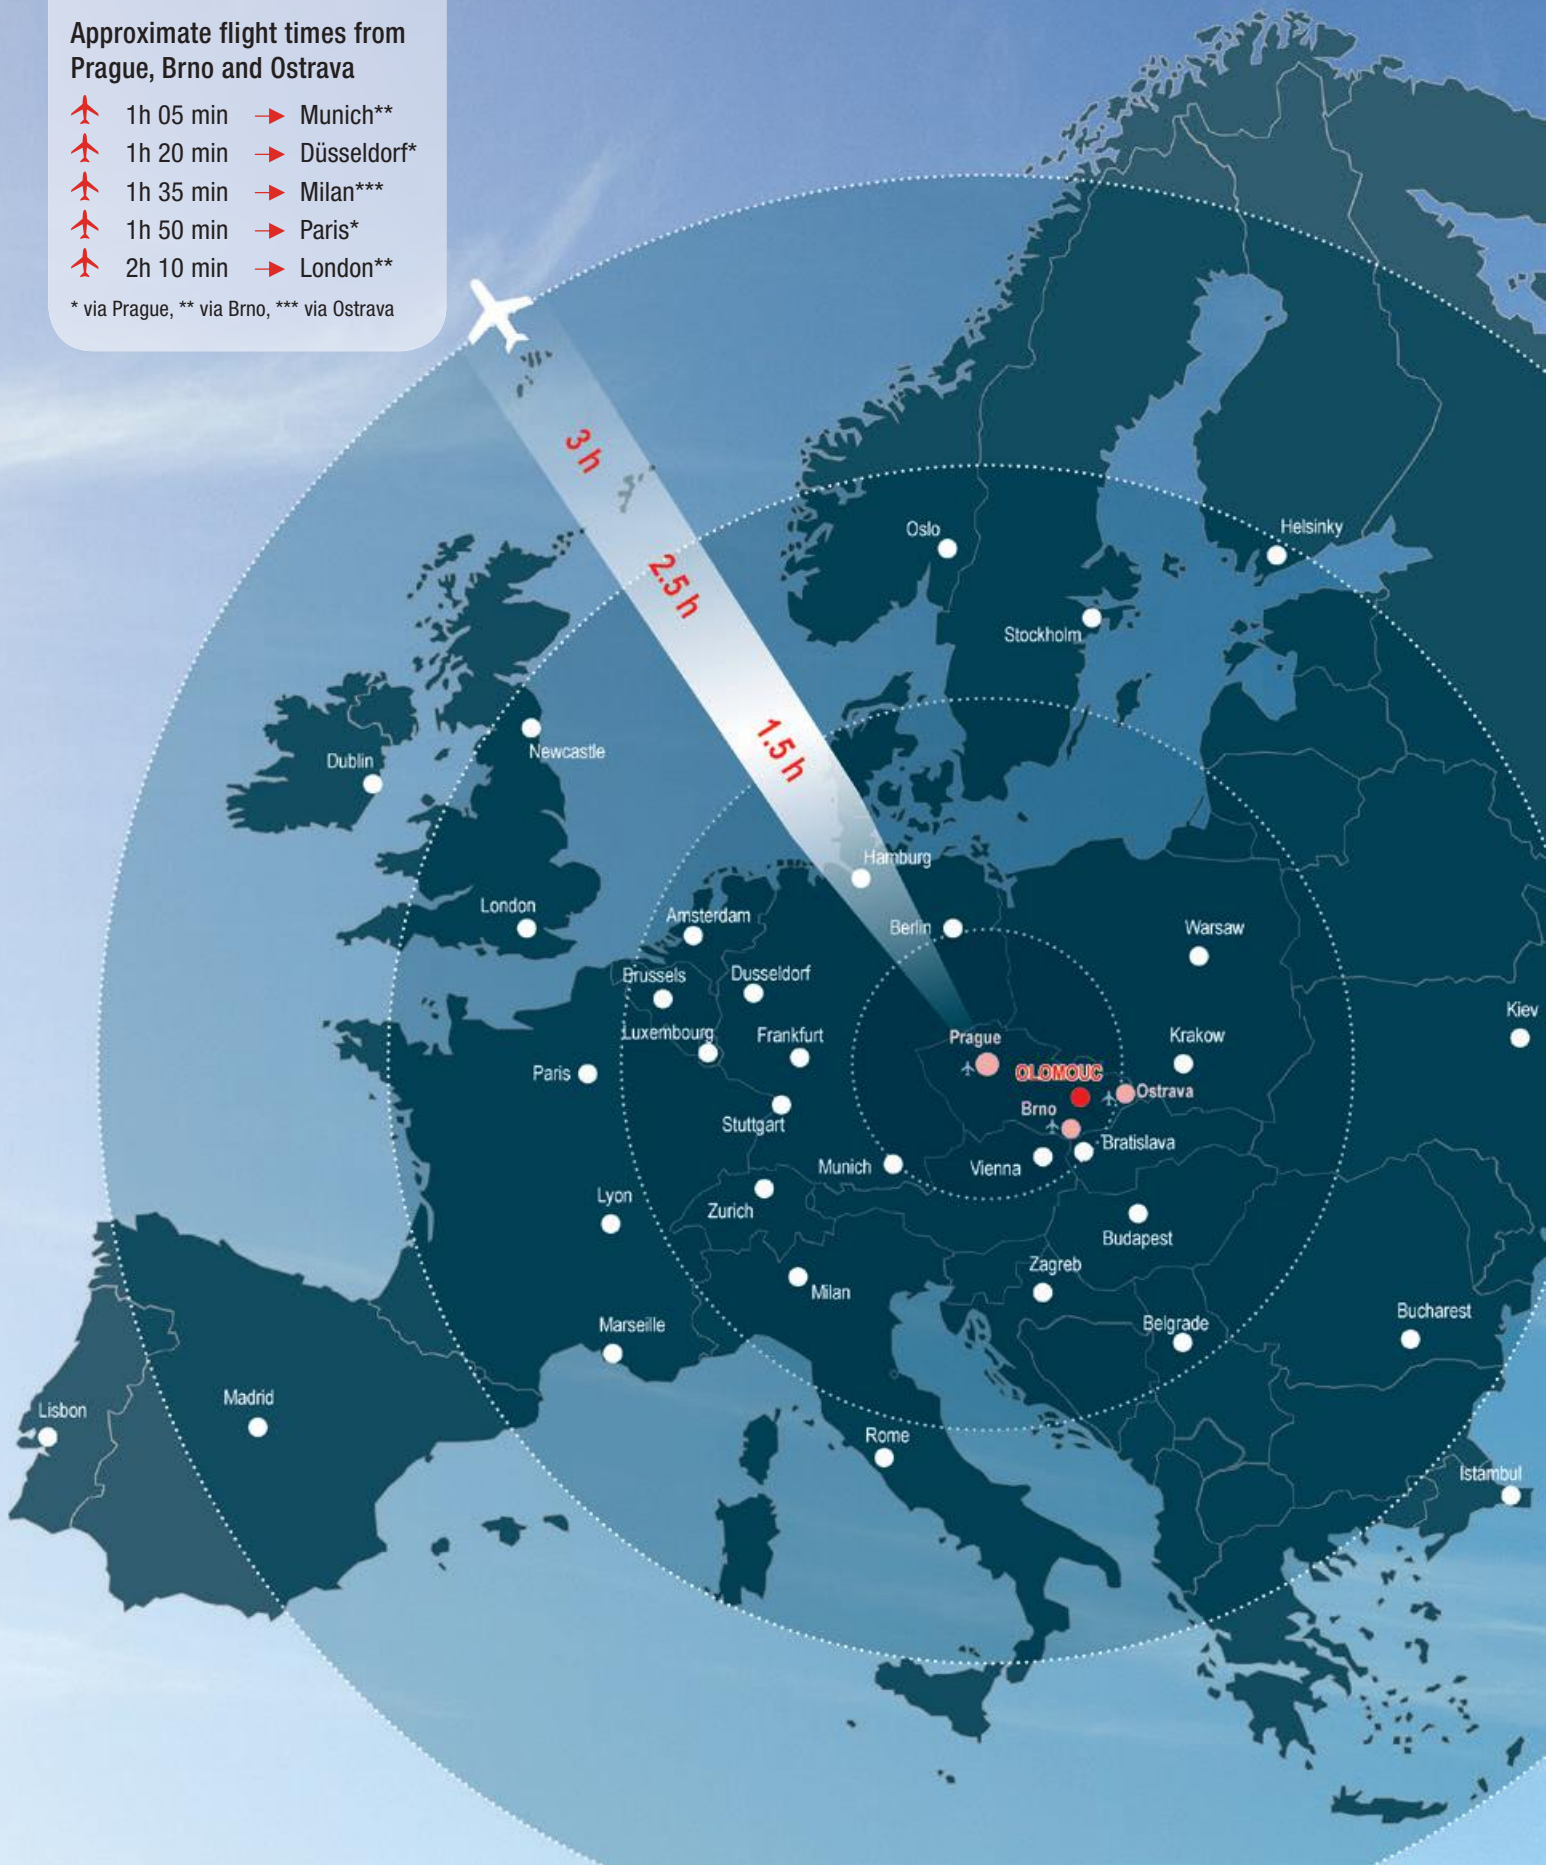 Approximate flight times from
Prague, Brno and Ostrava
1h 05 min Munich**
1h 20 min Düsseldorf*
1h 35 min Milan***
1h 50 min Paris*
2h 10 min London**
* via Prague, ** via Brno, *** via Ostrava
3 h
2.5 h
1.5 h
Oslo
Helsinky
Stockholm
Newcastle
Dublin
Hamburg
London
Amsterdam
Berlin
Warsaw
Brussels
Dusseldorf
Kiev
Luxembourg
Frankfurt
Prague
Krakow
Paris
OLOMOUC
Ostrava
Brno
Stuttgart
Bratislava
Munich
Vienna
Lyon
Zurich
Budapest
Zagreb
Milan
Bucharest
Marseille
Belgrade
Madrid
Lisbon
Rome
Istambul